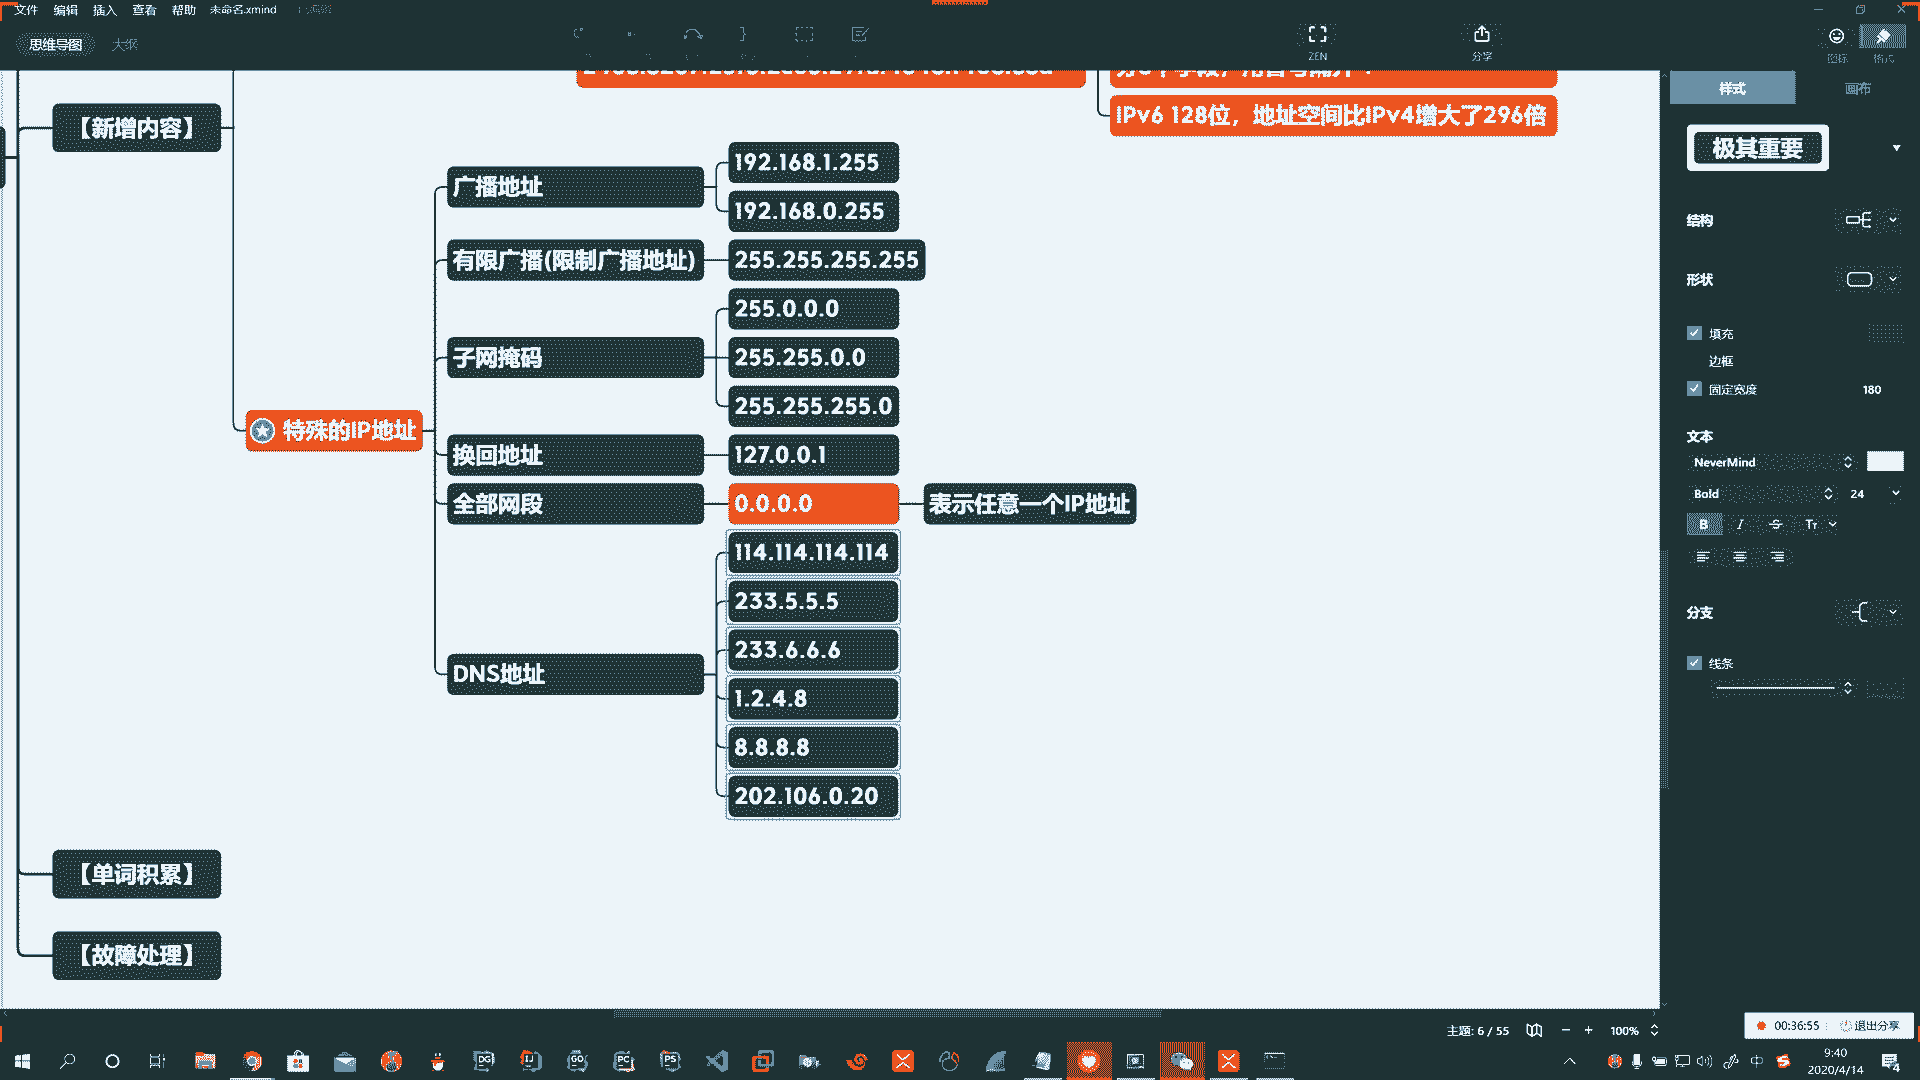 文件 编辑 插入 查看 帮助 未命名.xmind
思维导图 大纲
ZEN
分享
图标
格式
样式 画布
极其重要
结构
形状
填充
边框
固定宽度 180
文本
NeverMind
Bold 24
B I S Tт
分支
线条
【新增内容】
IPv6 128位，地址空间比IPv4增大了296倍
特殊的IP地址
广播地址
192.168.1.255
192.168.0.255
有限广播(限制广播地址)
255.255.255.255
子网掩码
255.0.0.0
255.255.0.0
255.255.255.0
换回地址
127.0.0.1
全部网段
0.0.0.0
表示任意一个IP地址
DNS地址
114.114.114.114
233.5.5.5
233.6.6.6
1.2.4.8
8.8.8.8
202.106.0.20
【单词积累】
【故障处理】
主题: 6 / 55
100%
00:36:55 退出分享
DG IJ GO PC PS
中
9:40
2020/4/14
4